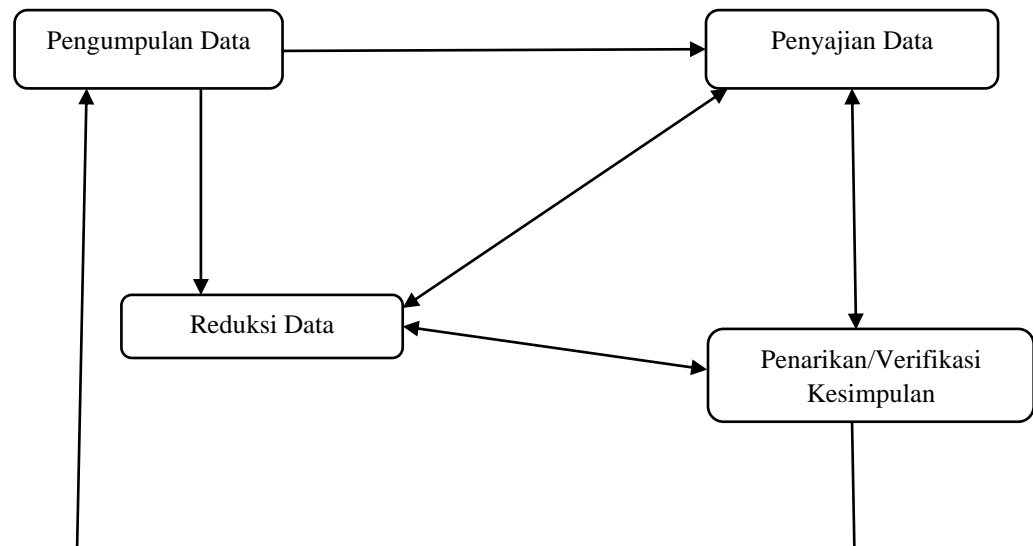 Pengumpulan Data
Penyajian Data
Reduksi Data
Penarikan/Verifikasi
Kesimpulan